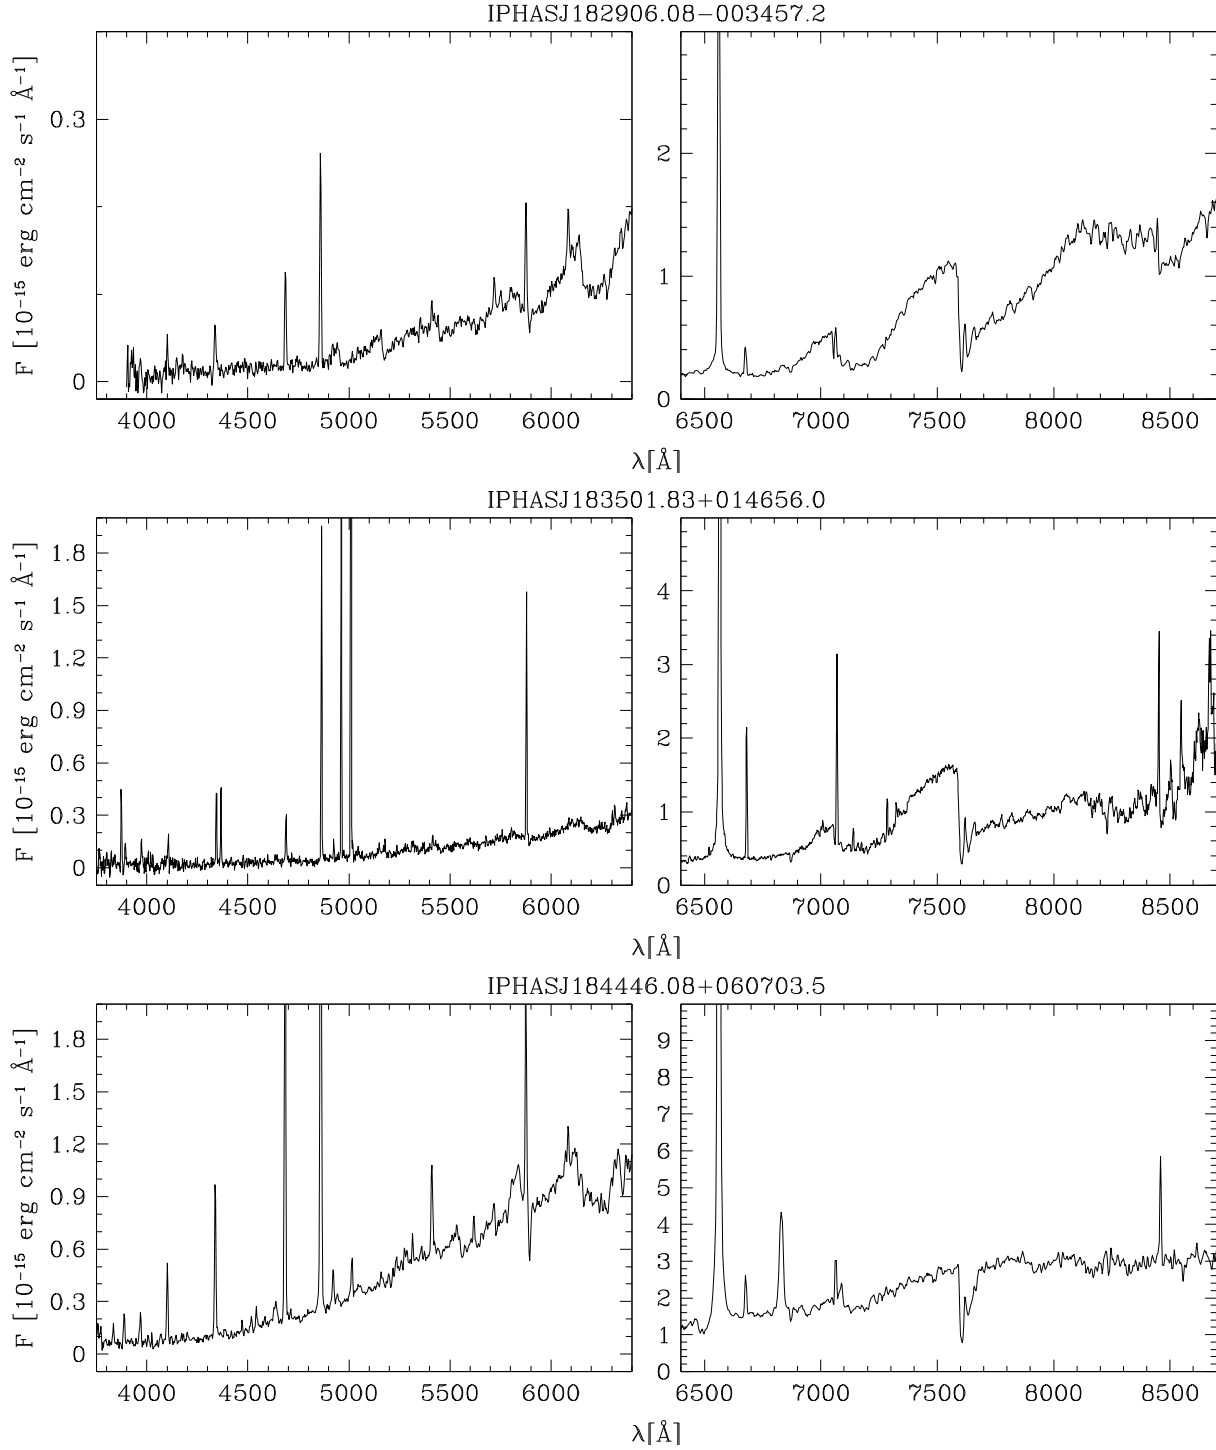 IPHASJ182906.08−003457.2
F [10⁻¹⁵ erg cm⁻² s⁻¹ Å⁻¹]
0.3
0
4000 4500 5000 5500 6000
2
1
0
6500 7000 7500 8000 8500
λ[Å]
IPHASJ183501.83+014656.0
F [10⁻¹⁵ erg cm⁻² s⁻¹ Å⁻¹]
1.8
1.5
1.2
0.9
0.6
0.3
0
4000 4500 5000 5500 6000
4
3
2
1
0
6500 7000 7500 8000 8500
λ[Å]
IPHASJ184446.08+060703.5
F [10⁻¹⁵ erg cm⁻² s⁻¹ Å⁻¹]
1.8
1.5
1.2
0.9
0.6
0.3
0
4000 4500 5000 5500 6000
9
8
7
6
5
4
3
2
1
0
6500 7000 7500 8000 8500
λ[Å]